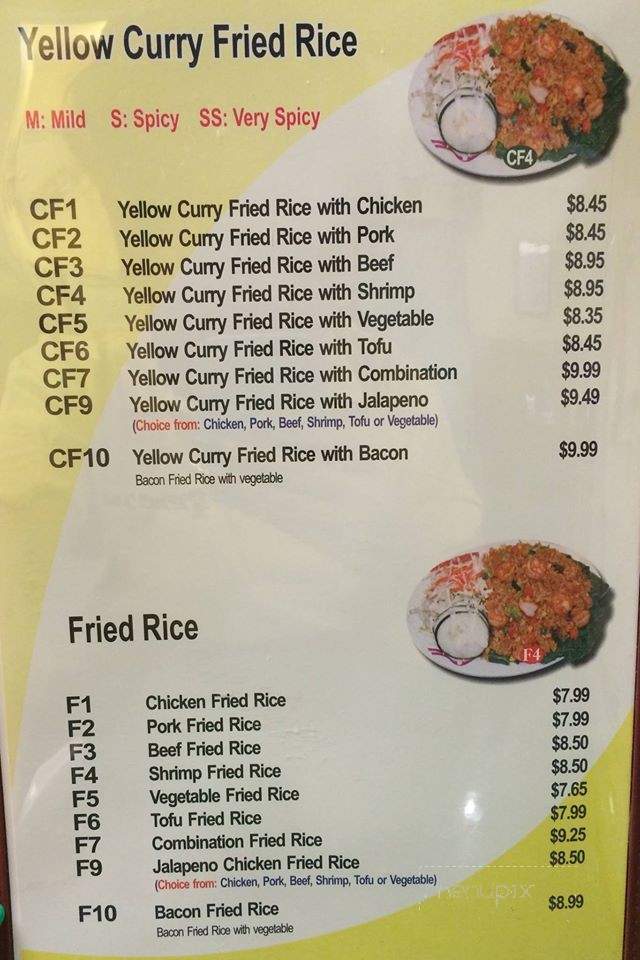 Yellow Curry Fried Rice
M: Mild S: Spicy SS: Very Spicy
CF4
CF1 Yellow Curry Fried Rice with Chicken $8.45
CF2 Yellow Curry Fried Rice with Pork $8.45
CF3 Yellow Curry Fried Rice with Beef $8.95
CF4 Yellow Curry Fried Rice with Shrimp $8.95
CF5 Yellow Curry Fried Rice with Vegetable $8.35
CF6 Yellow Curry Fried Rice with Tofu $8.45
CF7 Yellow Curry Fried Rice with Combination $9.99
CF9 Yellow Curry Fried Rice with Jalapeno $9.49
(Choice from: Chicken, Pork, Beef, Shrimp, Tofu or Vegetable)
CF10 Yellow Curry Fried Rice with Bacon $9.99
Bacon Fried Rice with vegetable
Fried Rice
F4
F1 Chicken Fried Rice $7.99
F2 Pork Fried Rice $7.99
F3 Beef Fried Rice $8.50
F4 Shrimp Fried Rice $8.50
F5 Vegetable Fried Rice $7.65
F6 Tofu Fried Rice $7.99
F7 Combination Fried Rice $9.25
F9 Jalapeno Chicken Fried Rice $8.50
(Choice from: Chicken, Pork, Beef, Shrimp, Tofu or Vegetable)
menupix
F10 Bacon Fried Rice $8.99
Bacon Fried Rice with vegetable